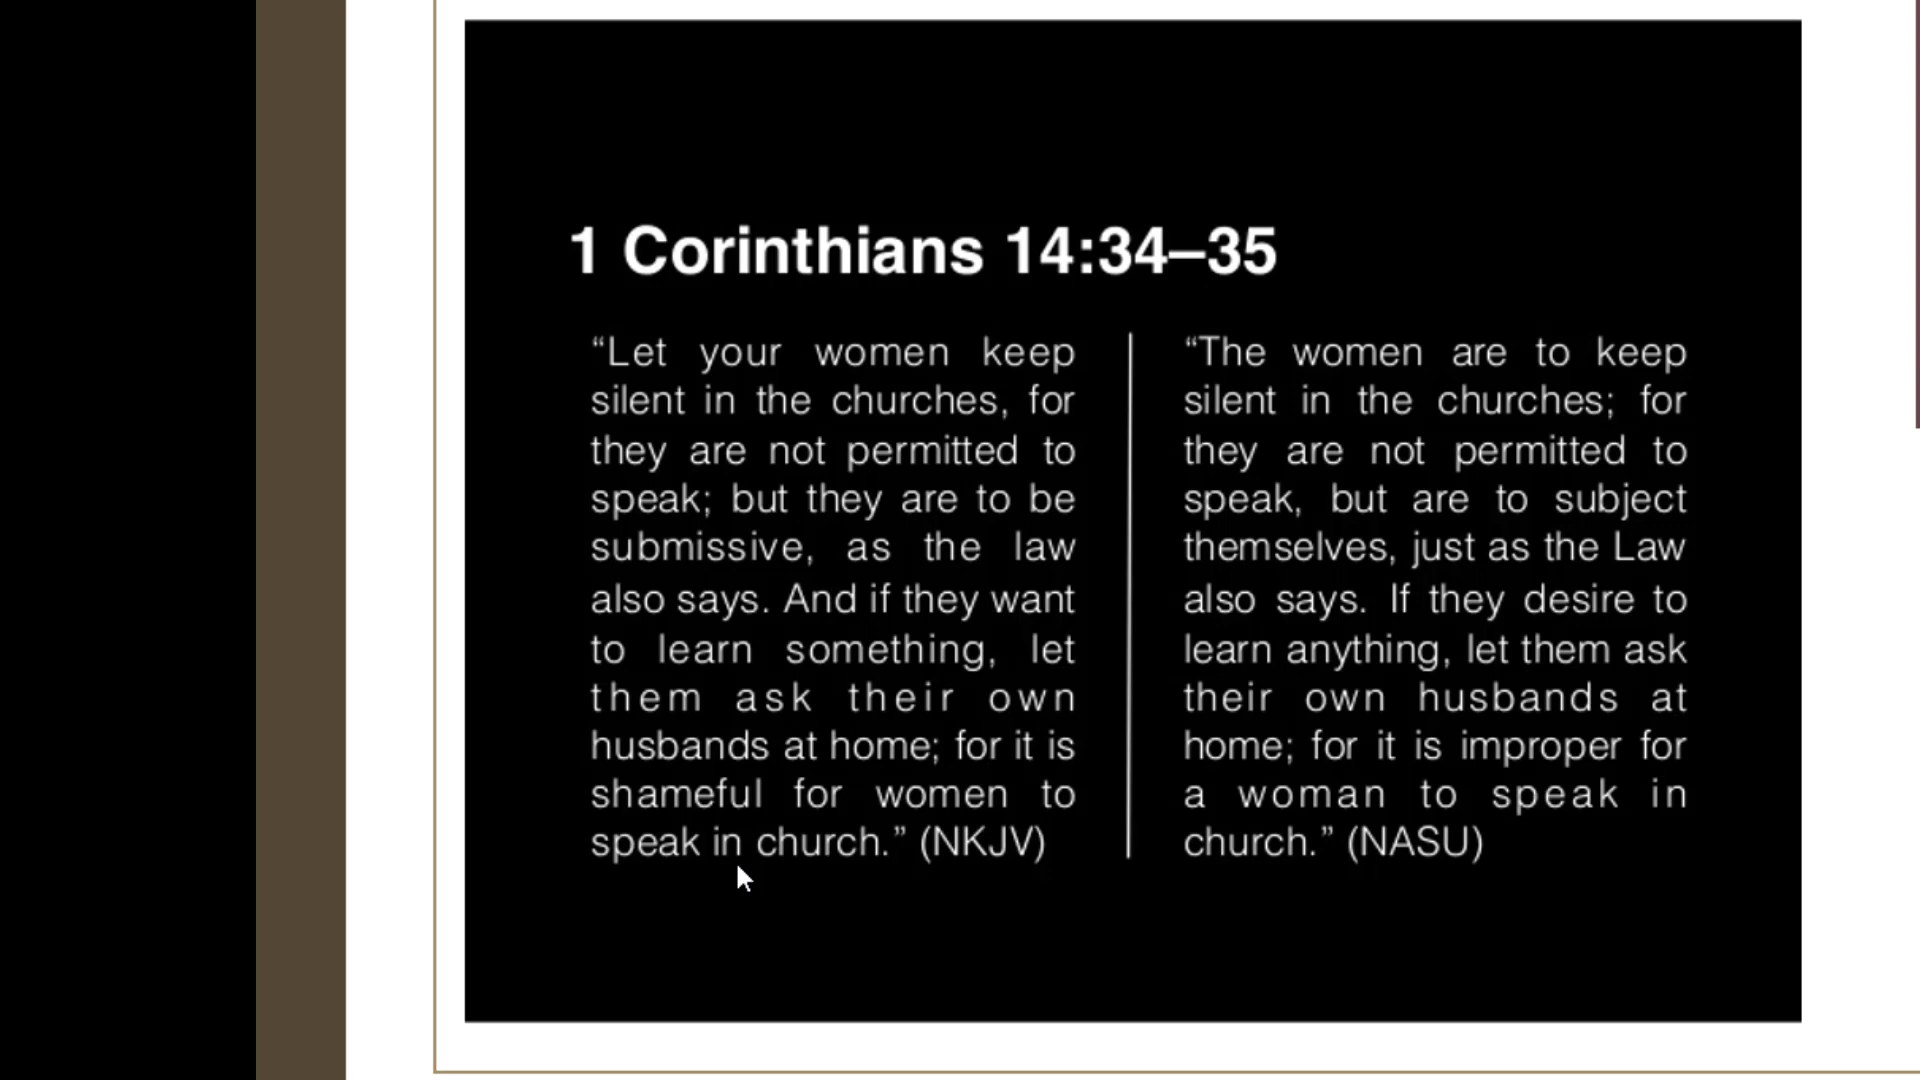 1 Corinthians 14:34–35
“Let your women keep
silent in the churches, for
they are not permitted to
speak; but they are to be
submissive, as the law
also says. And if they want
to learn something, let
them ask their own
husbands at home; for it is
shameful for women to
speak in church.” (NKJV)
“The women are to keep
silent in the churches; for
they are not permitted to
speak, but are to subject
themselves, just as the Law
also says. If they desire to
learn anything, let them ask
their own husbands at
home; for it is improper for
a woman to speak in
church.” (NASU)